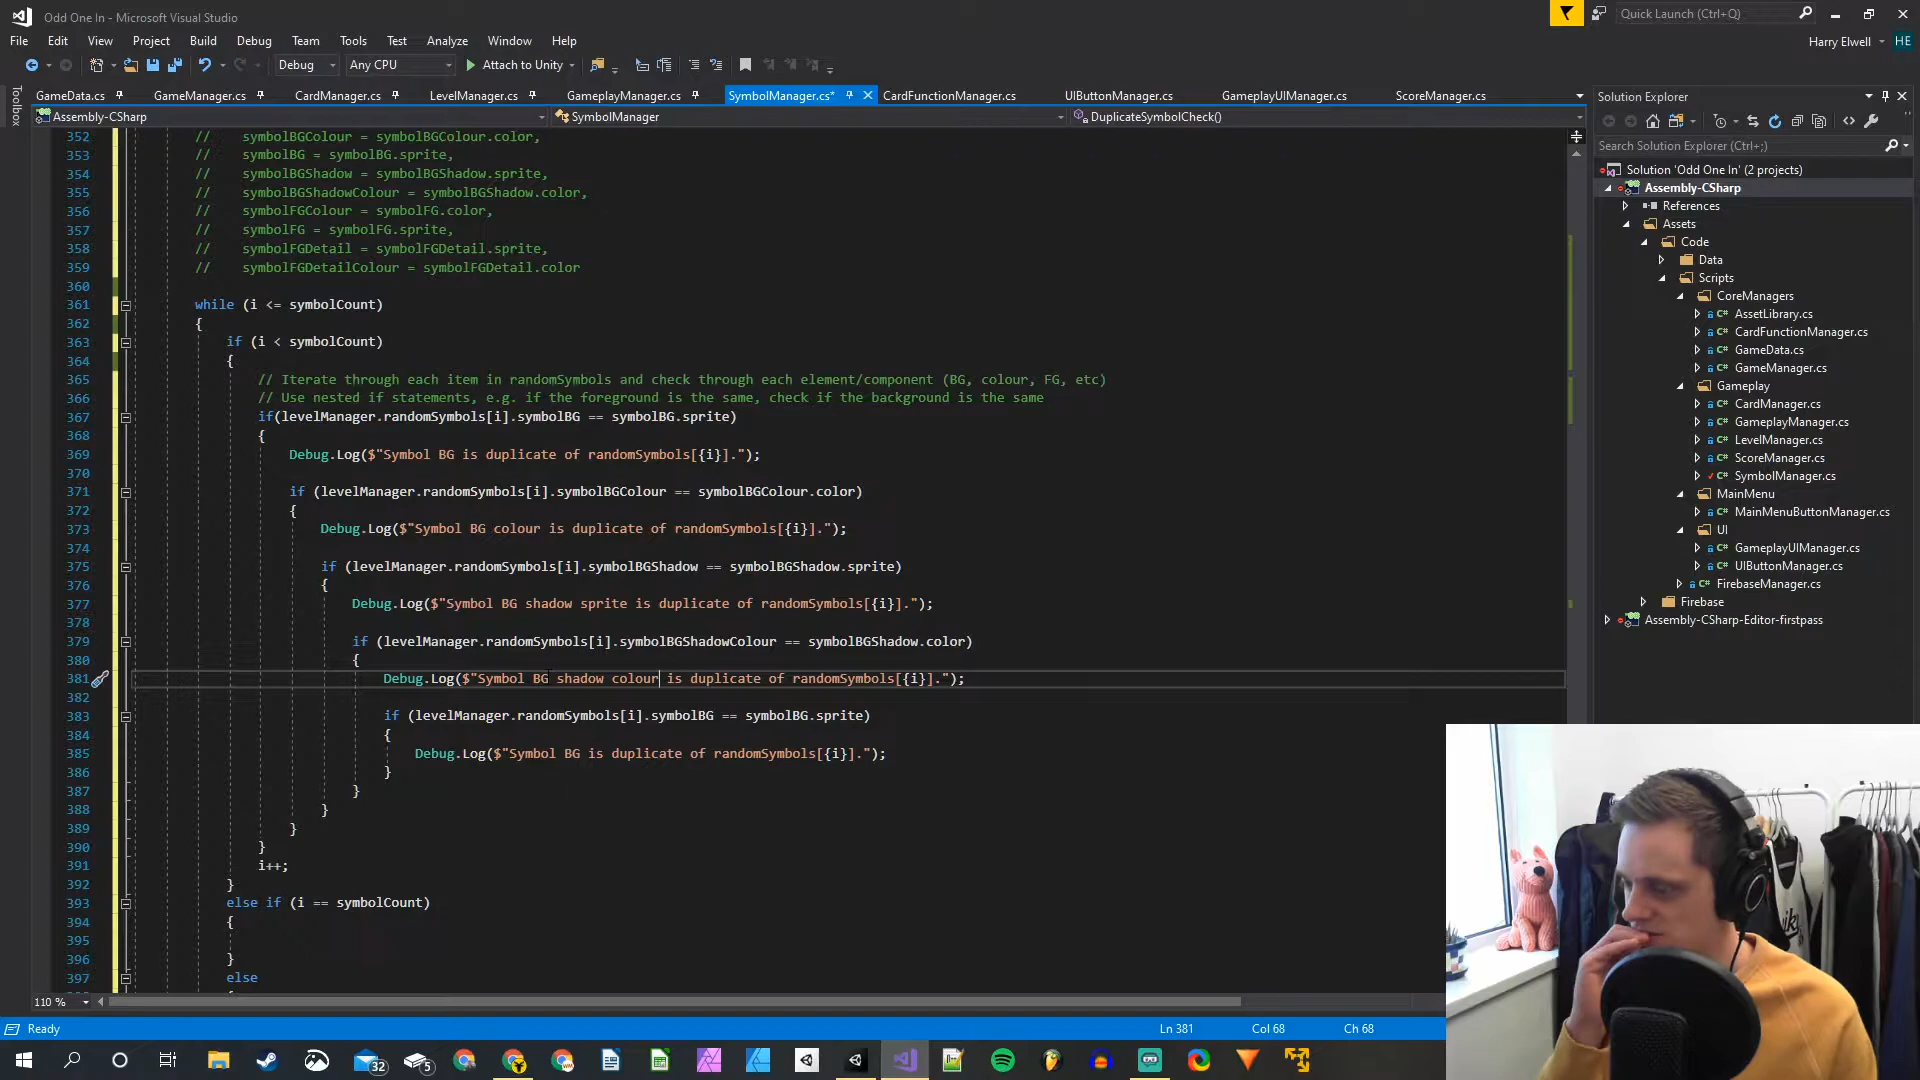 Odd One In - Microsoft Visual Studio
Quick Launch (Ctrl+Q)
File Edit View Project Build Debug Team Tools Test Analyze Window Help
Harry Elwell HE
Debug Any CPU Attach to Unity
Toolbox
GameData.cs GameManager.cs CardManager.cs LevelManager.cs GameplayManager.cs SymbolManager.cs* CardFunctionManager.cs UIButtonManager.cs GameplayUIManager.cs ScoreManager.cs
Assembly-CSharp SymbolManager DuplicateSymbolCheck()
352 // symbolBGColour = symbolBGColour.color,
353 // symbolBG = symbolBG.sprite,
354 // symbolBGShadow = symbolBGShadow.sprite,
355 // symbolBGShadowColour = symbolBGShadow.color,
356 // symbolFGColour = symbolFG.color,
357 // symbolFG = symbolFG.sprite,
358 // symbolFGDetail = symbolFGDetail.sprite,
359 // symbolFGDetailColour = symbolFGDetail.color
360
361 while (i <= symbolCount)
362 {
363 if (i < symbolCount)
364 {
365 // Iterate through each item in randomSymbols and check through each element/component (BG, colour, FG, etc)
366 // Use nested if statements, e.g. if the foreground is the same, check if the background is the same
367 if(levelManager.randomSymbols[i].symbolBG == symbolBG.sprite)
368 {
369 Debug.Log($"Symbol BG is duplicate of randomSymbols[{i}].");
370
371 if (levelManager.randomSymbols[i].symbolBGColour == symbolBGColour.color)
372 {
373 Debug.Log($"Symbol BG colour is duplicate of randomSymbols[{i}].");
374
375 if (levelManager.randomSymbols[i].symbolBGShadow == symbolBGShadow.sprite)
376 {
377 Debug.Log($"Symbol BG shadow sprite is duplicate of randomSymbols[{i}].");
378
379 if (levelManager.randomSymbols[i].symbolBGShadowColour == symbolBGShadow.color)
380 {
381 Debug.Log($"Symbol BG shadow colour is duplicate of randomSymbols[{i}].");
382
383 if (levelManager.randomSymbols[i].symbolBG == symbolBG.sprite)
384 {
385 Debug.Log($"Symbol BG is duplicate of randomSymbols[{i}].");
386 }
387 }
388 }
389 }
390 }
391 i++;
392 }
393 else if (i == symbolCount)
394 {
395
396 }
397 else
110 %
Solution Explorer
Search Solution Explorer (Ctrl+;)
Solution 'Odd One In' (2 projects)
Assembly-CSharp
References
Assets
Code
Data
Scripts
CoreManagers
AssetLibrary.cs
CardFunctionManager.cs
GameData.cs
GameManager.cs
Gameplay
CardManager.cs
GameplayManager.cs
LevelManager.cs
ScoreManager.cs
SymbolManager.cs
MainMenu
MainMenuButtonManager.cs
UI
GameplayUIManager.cs
UIButtonManager.cs
FirebaseManager.cs
Firebase
Assembly-CSharp-Editor-firstpass
Ready Ln 381 Col 68 Ch 68
32 5